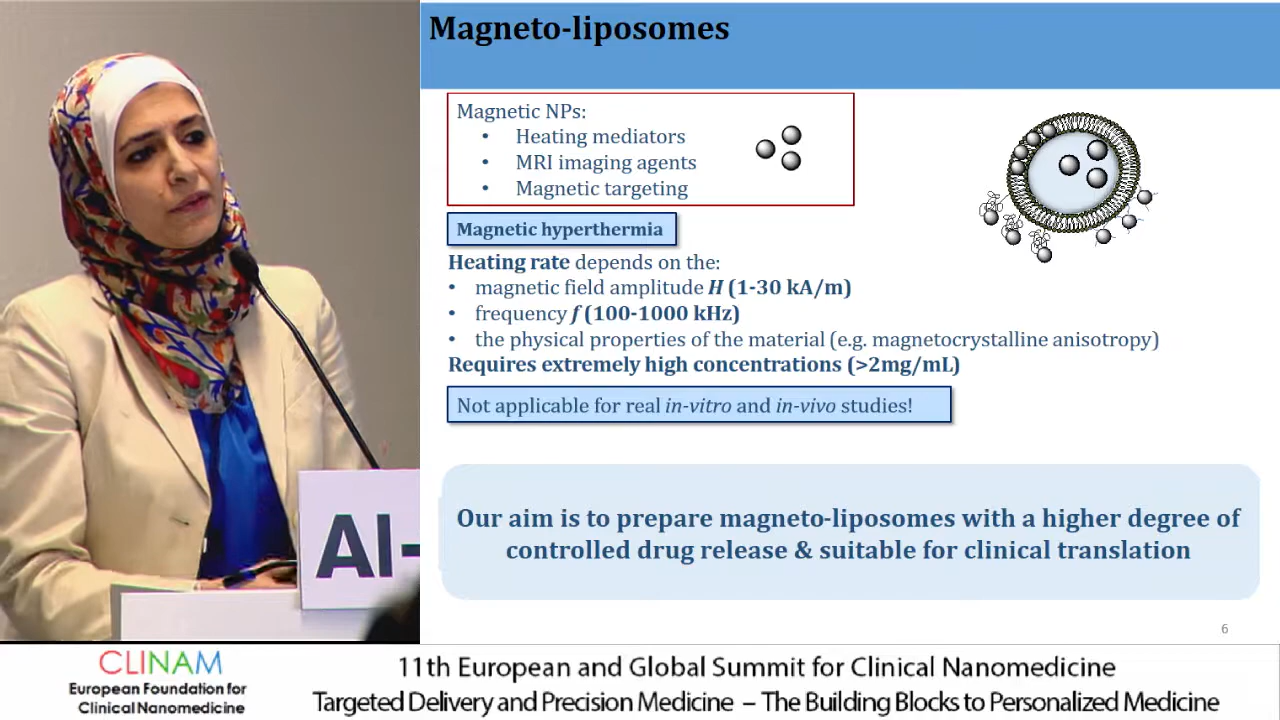 Magneto-liposomes
Magnetic NPs:
• Heating mediators
• MRI imaging agents
• Magnetic targeting
Magnetic hyperthermia
Heating rate depends on the:
• magnetic field amplitude H (1-30 kA/m)
• frequency f (100-1000 kHz)
• the physical properties of the material (e.g. magnetocrystalline anisotropy)
Requires extremely high concentrations (>2mg/mL)
Not applicable for real in-vitro and in-vivo studies!
Our aim is to prepare magneto-liposomes with a higher degree of
controlled drug release & suitable for clinical translation
6
AI-
CLINAM
European Foundation for
Clinical Nanomedicine
11th European and Global Summit for Clinical Nanomedicine
Targeted Delivery and Precision Medicine – The Building Blocks to Personalized Medicine